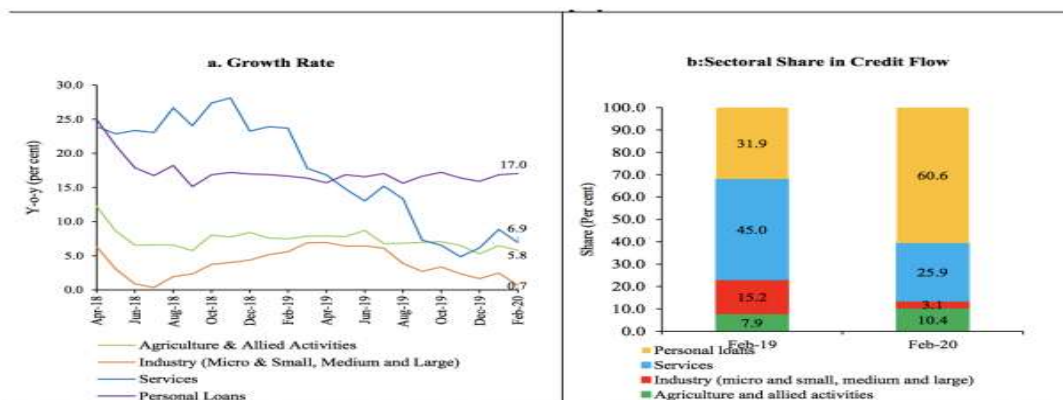 a. Growth Rate
30.0
25.0
20.0
15.0
10.0
5.0
0.0
Y-o-y (per cent)
17.0
6.9
5.8
0.7
Apr-18
Jun-18
Aug-18
Oct-18
Dec-18
Feb-19
Apr-19
Jun-19
Aug-19
Oct-19
Dec-19
Feb-20
Agriculture & Allied Activities
Industry (Micro & Small, Medium and Large)
Services
Personal Loans
b:Sectoral Share in Credit Flow
100.0
90.0
80.0
70.0
60.0
50.0
40.0
30.0
20.0
10.0
0.0
Share (Per cent)
31.9
45.0
15.2
7.9
60.6
25.9
3.1
10.4
Feb-19 Feb-20
Personal loans
Services
Industry (micro and small, medium and large)
Agriculture and allied activities